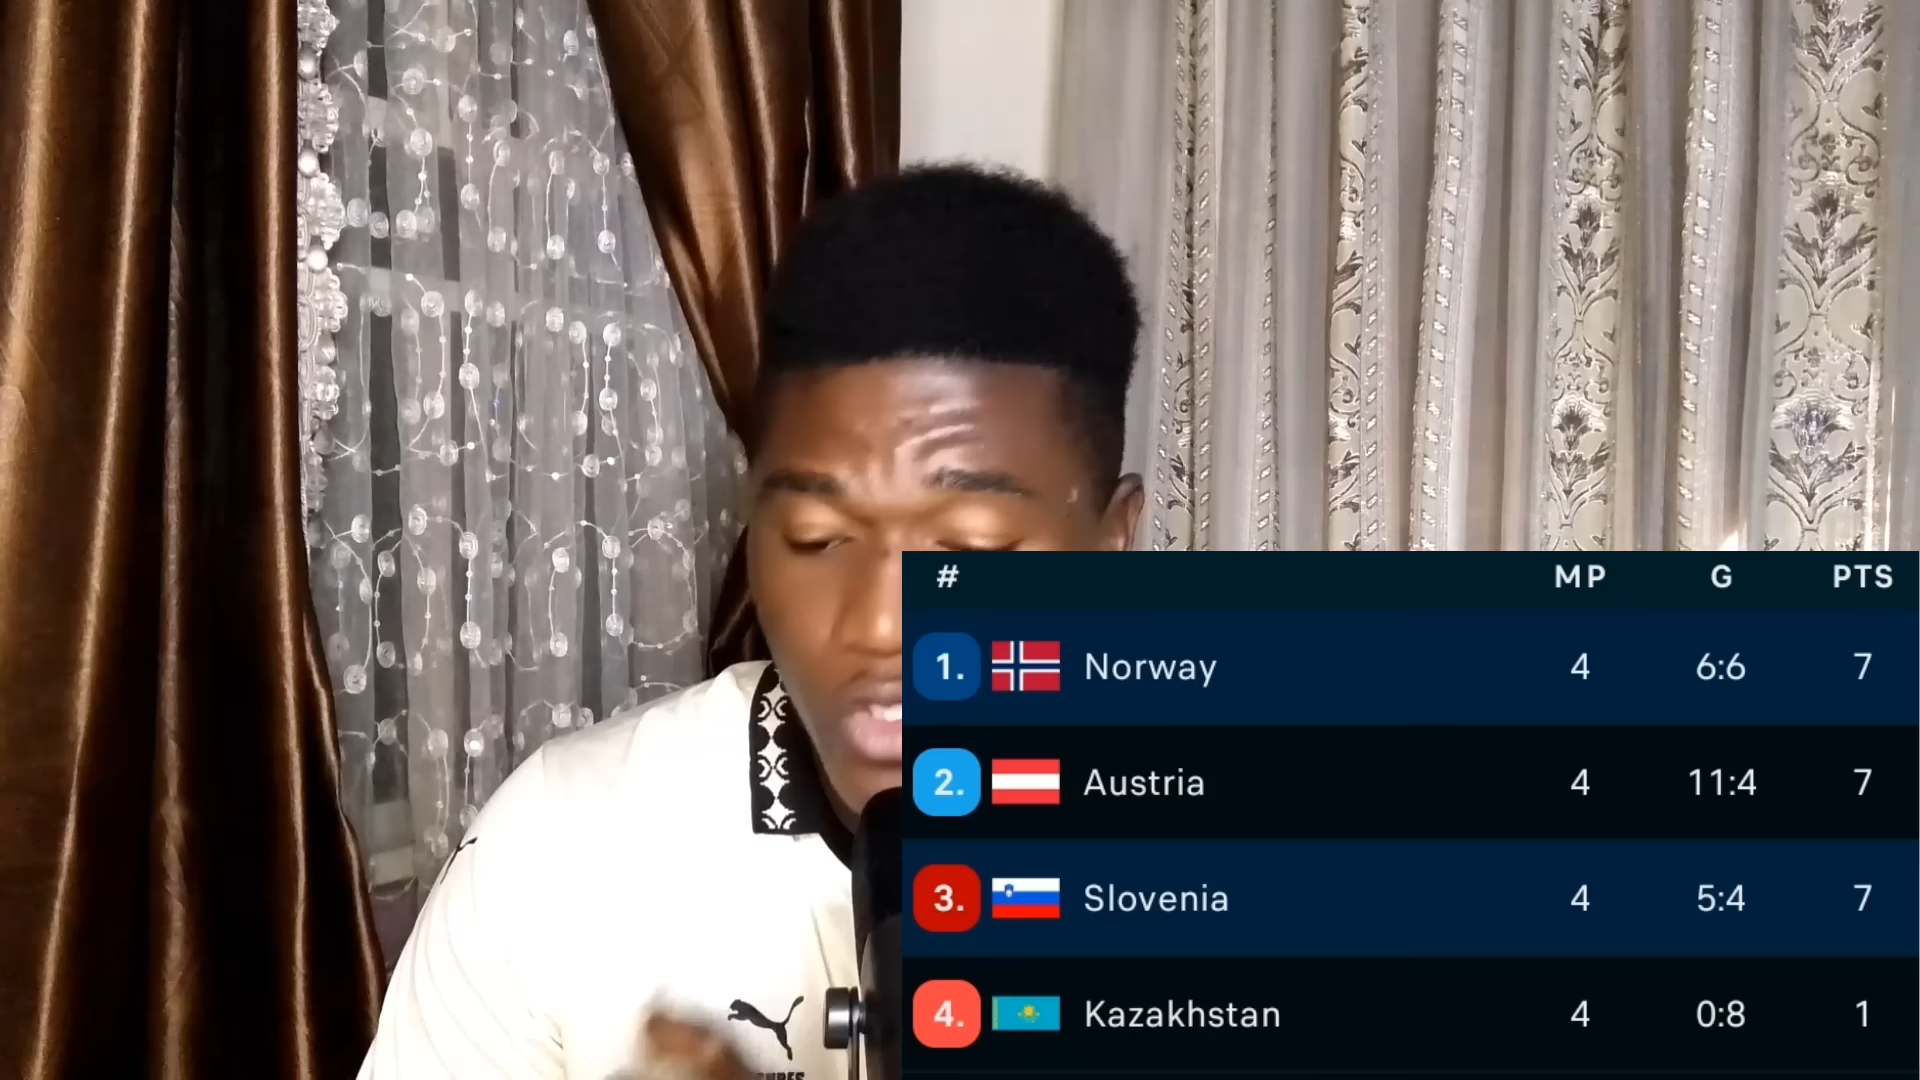 # MP G PTS
1. Norway 4 6:6 7
2. Austria 4 11:4 7
3. Slovenia 4 5:4 7
4. Kazakhstan 4 0:8 1